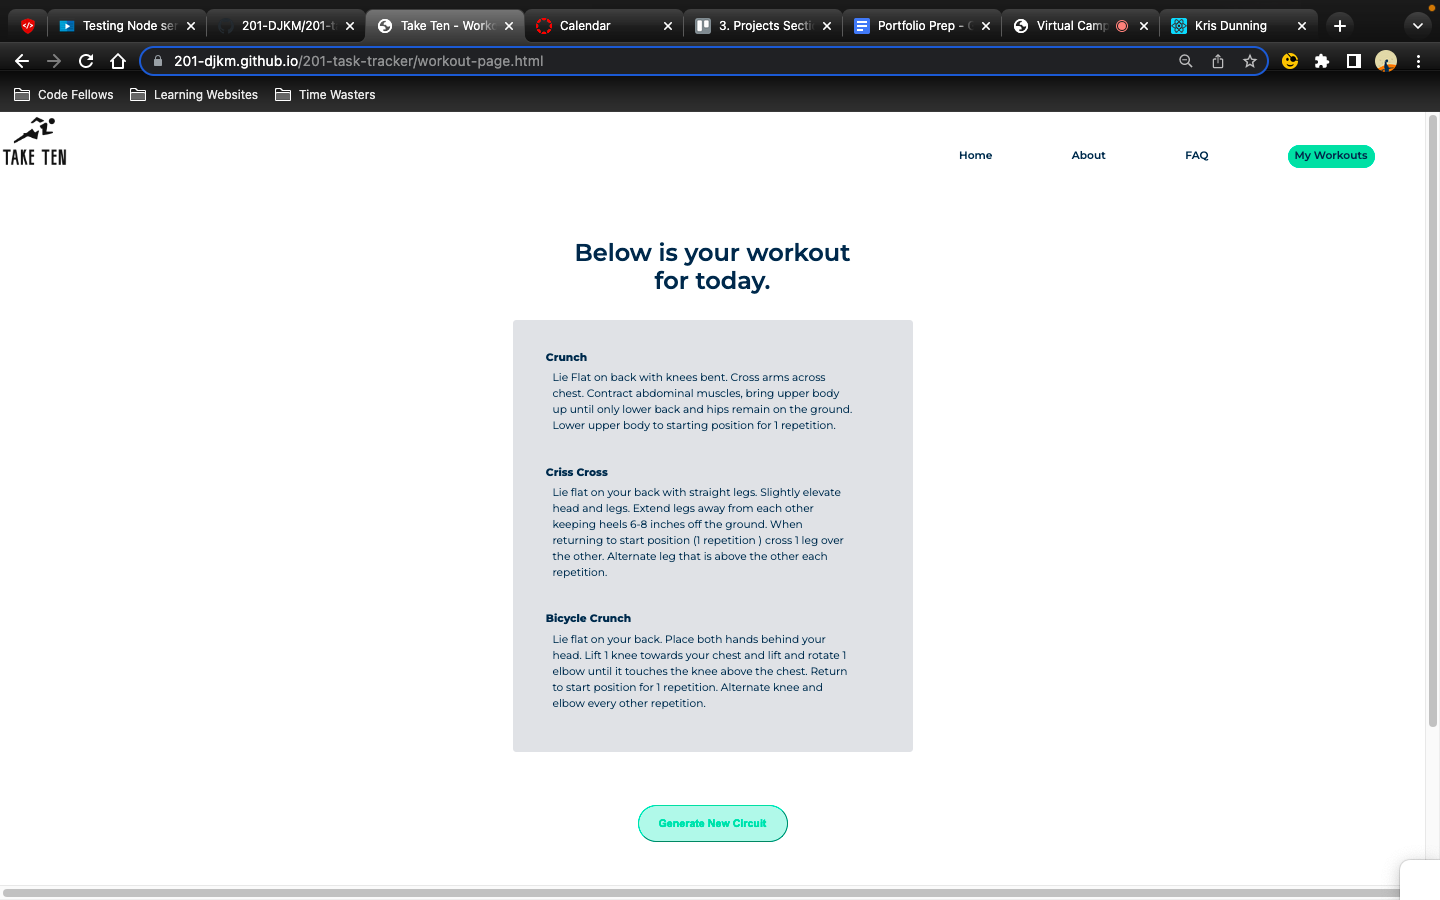 Testing Node ser
201-DJKM/201-t
Take Ten - Worko
Calendar
3. Projects Secti
Portfolio Prep - G
Virtual Camp
Kris Dunning
201-djkm.github.io/201-task-tracker/workout-page.html
Code Fellows
Learning Websites
Time Wasters
TAKE TEN
Home
About
FAQ
My Workouts
Below is your workout
for today.
Crunch
Lie Flat on back with knees bent. Cross arms across
chest. Contract abdominal muscles, bring upper body
up until only lower back and hips remain on the ground.
Lower upper body to starting position for 1 repetition.
Criss Cross
Lie flat on your back with straight legs. Slightly elevate
head and legs. Extend legs away from each other
keeping heels 6-8 inches off the ground. When
returning to start position (1 repetition ) cross 1 leg over
the other. Alternate leg that is above the other each
repetition.
Bicycle Crunch
Lie flat on your back. Place both hands behind your
head. Lift 1 knee towards your chest and lift and rotate 1
elbow until it touches the knee above the chest. Return
to start position for 1 repetition. Alternate knee and
elbow every other repetition.
Generate New Circuit